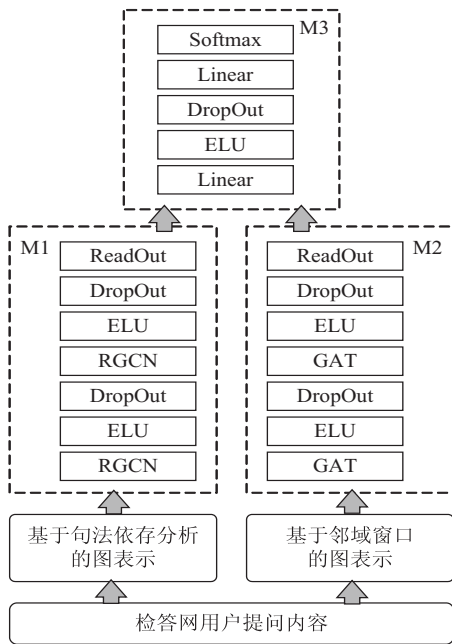 M3
Softmax
Linear
DropOut
ELU
Linear
M1
ReadOut
DropOut
ELU
RGCN
DropOut
ELU
RGCN
M2
ReadOut
DropOut
ELU
GAT
DropOut
ELU
GAT
基于句法依存分析
的图表示
基于邻域窗口
的图表示
检答网用户提问内容